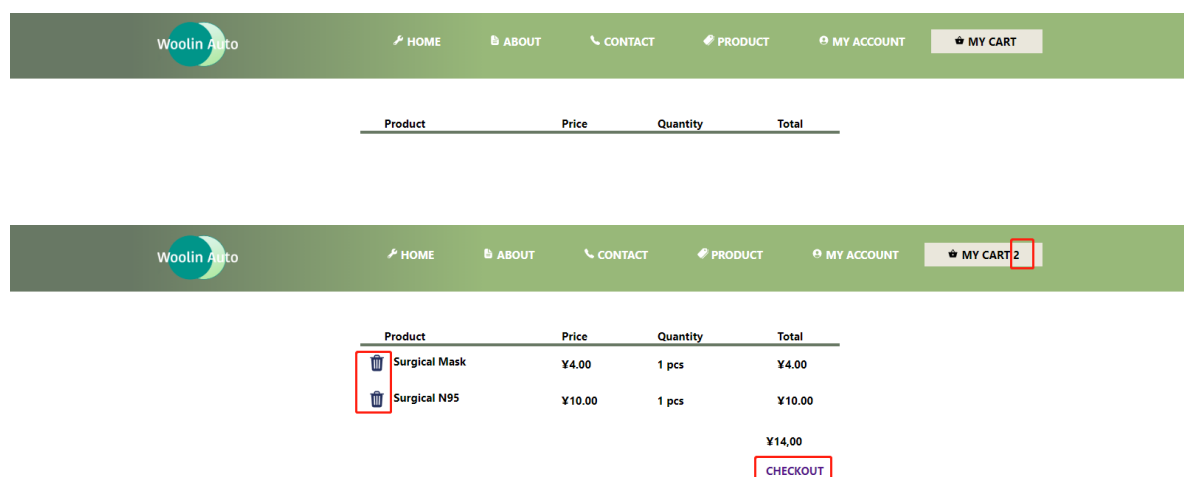 Woolin Auto HOME ABOUT CONTACT PRODUCT MY ACCOUNT MY CART
Product Price Quantity Total
Woolin Auto HOME ABOUT CONTACT PRODUCT MY ACCOUNT MY CART 2
Product Price Quantity Total
Surgical Mask ¥4.00 1 pcs ¥4.00
Surgical N95 ¥10.00 1 pcs ¥10.00
¥14,00
CHECKOUT